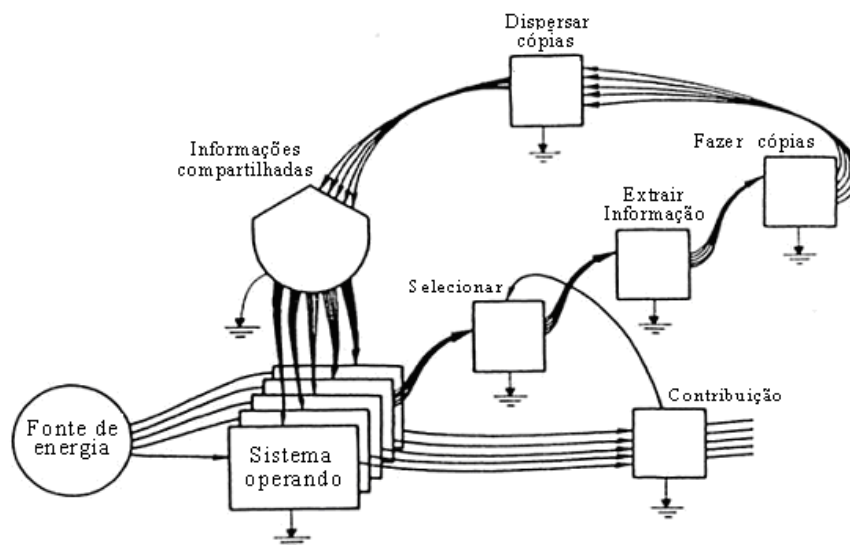 Dispersar
cópias
Fazer cópias
Informações
compartilhadas
Extrair
Informação
Selecionar
Contribuição
Fonte de
energia
Sistema
operando